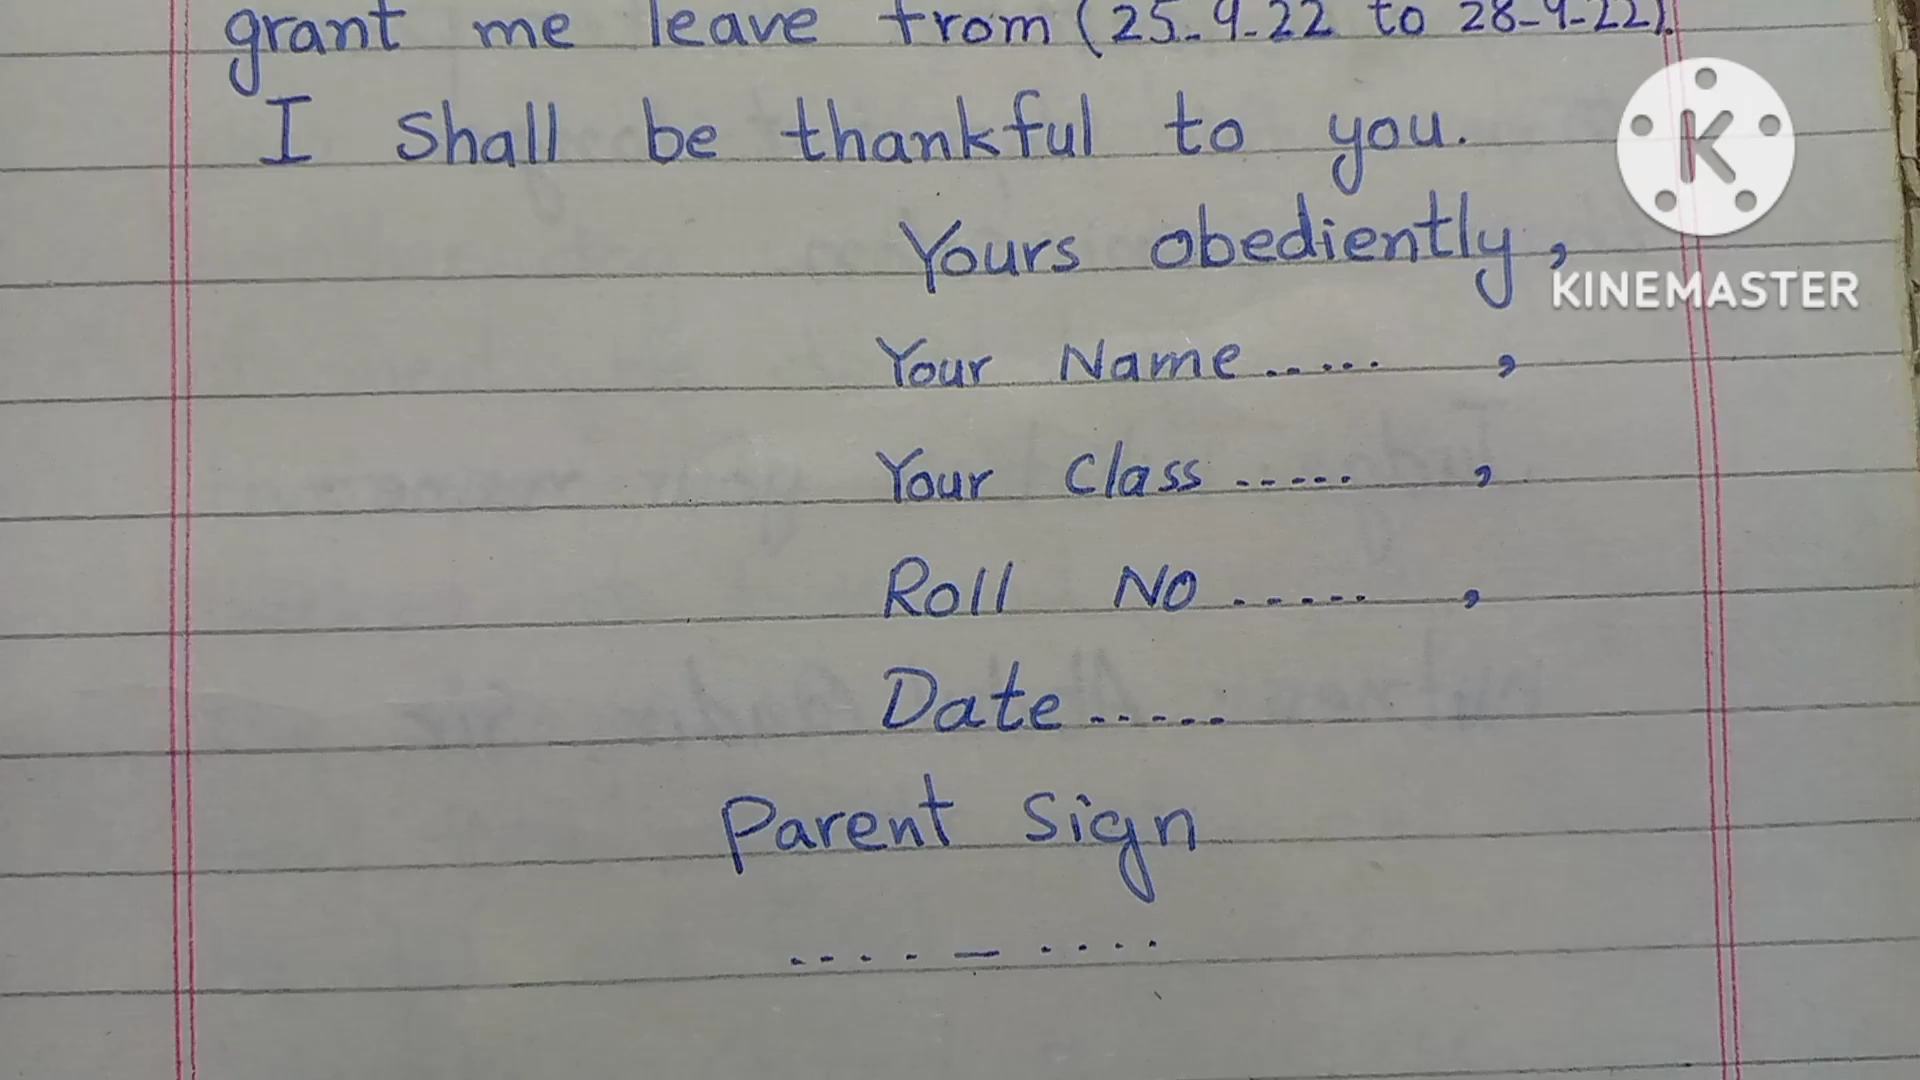 grant me leave from (25-9-22 to 28-9-22).
I shall be thankful to you.
Yours obediently,
KINEMASTER
Your Name ..... ,
Your Class ..... ,
Roll No ..... ,
Date .....
Parent Sign
.... _ ....